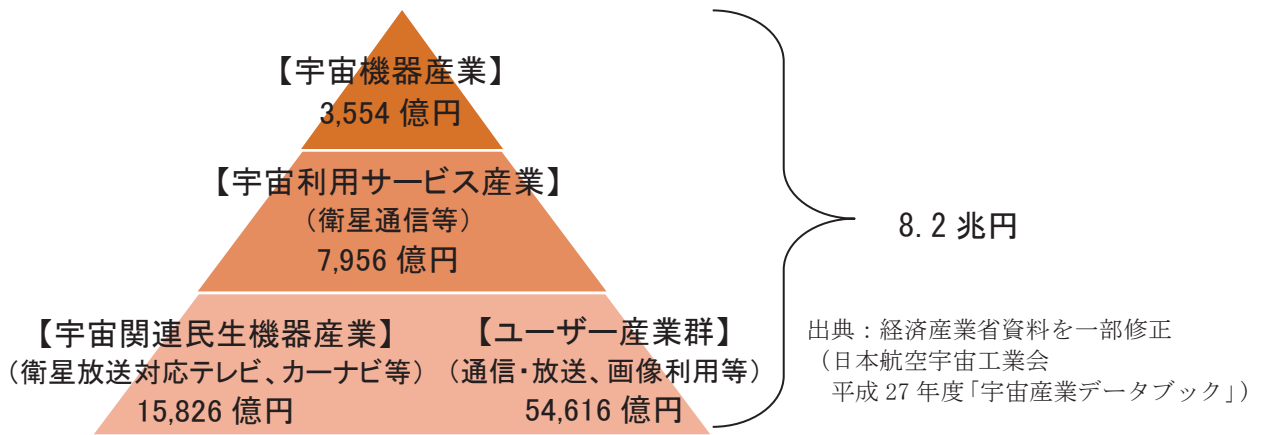 【宇宙機器産業】
3,554 億円
【宇宙利用サービス産業】
（衛星通信等）
7,956 億円
【宇宙関連民生機器産業】
（衛星放送対応テレビ、カーナビ等）
15,826 億円
【ユーザー産業群】
（通信・放送、画像利用等）
54,616 億円
8.2 兆円
出典：経済産業省資料を一部修正
（日本航空宇宙工業会
平成 27 年度「宇宙産業データブック」）